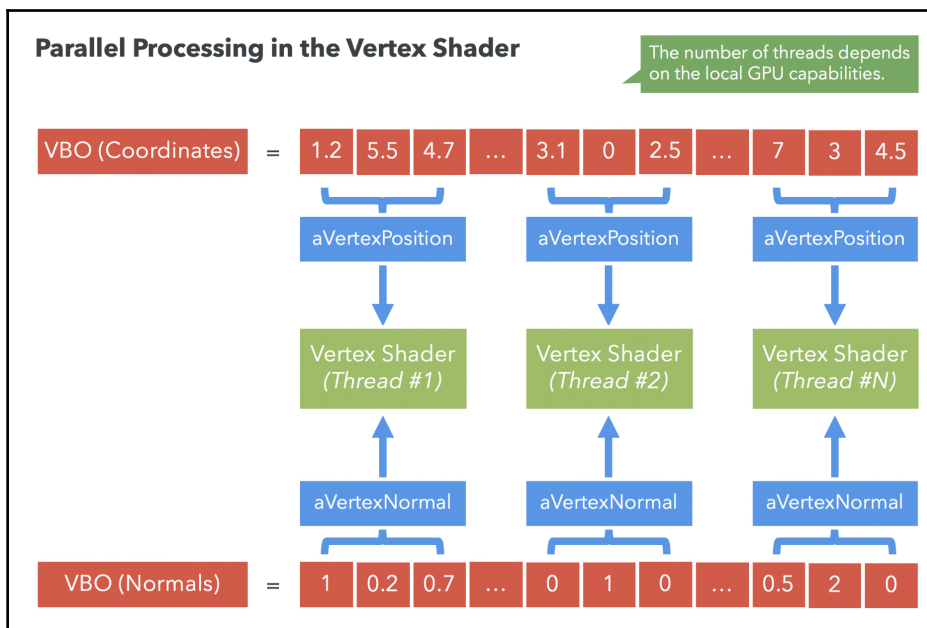 Parallel Processing in the Vertex Shader
The number of threads depends
on the local GPU capabilities.
VBO (Coordinates) = 1.2 5.5 4.7 ... 3.1 0 2.5 ... 7 3 4.5
aVertexPosition aVertexPosition aVertexPosition
Vertex Shader Vertex Shader Vertex Shader
(Thread #1) (Thread #2) (Thread #N)
aVertexNormal aVertexNormal aVertexNormal
VBO (Normals) = 1 0.2 0.7 ... 0 1 0 ... 0.5 2 0